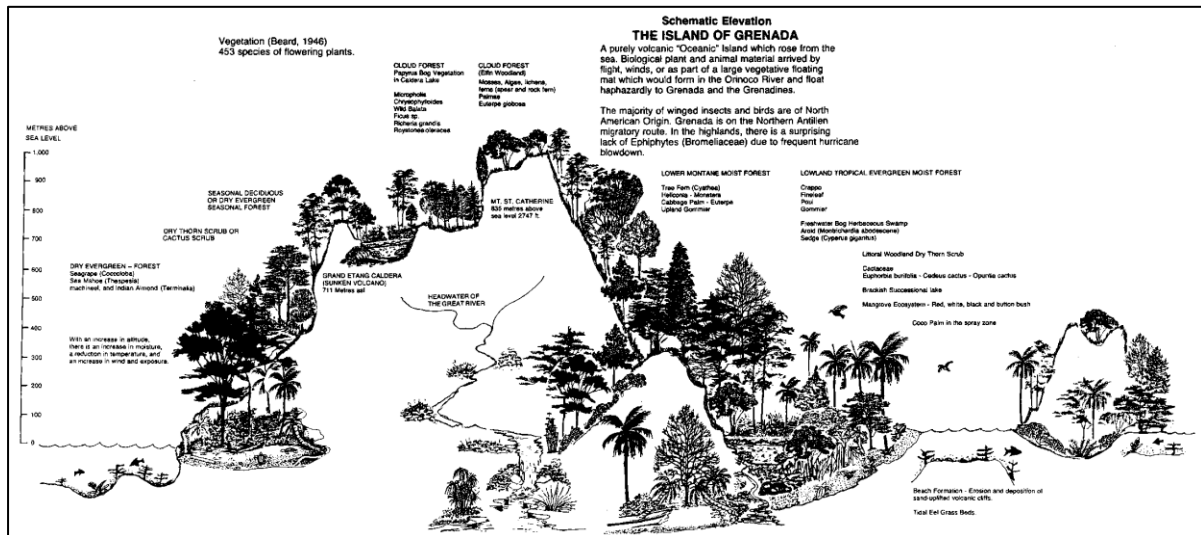 Schematic Elevation
THE ISLAND OF GRENADA
A purely volcanic "Oceanic" Island which rose from the
sea. Biological plant and animal material arrived by
flight, winds, or as part of a large vegetative floating
mat which would form in the Orinoco River and float
haphazardly to Grenada and the Grenadines.
The majority of winged insects and birds are of North
American Origin. Grenada is on the Northern Antillen
migratory route. In the highlands, there is a surprising
lack of Ephiphytes (Bromeliaceae) due to frequent hurricane
blowdown.
Vegetation (Beard, 1946)
453 species of flowering plants.
CLOUD FOREST
Papyrus Bog Vegetation
in Caldera Lake
Micropholis
Chrysophylloides
Wild Balata
Ficus sp.
Richeria grandis
Roystonea oleracea
CLOUD FOREST
(Elfin Woodland)
Mosses, Algae, lichens,
ferns (spear and rock fern)
Palmae
Euterpe globosa
METRES ABOVE
SEA LEVEL
1,000
900
800
700
600
500
400
300
200
100
0
SEASONAL DECIDUOUS
OR DRY EVERGREEN
SEASONAL FOREST
DRY THORN SCRUB OR
CACTUS SCRUB
DRY EVERGREEN – FOREST
Seagrape (Coccoloba)
Sea Mahoe (Thespesia)
machineel, and Indian Almond (Terminalia)
With an increase in altitude,
there is an increase in moisture,
a reduction in temperature, and
an increase in wind and exposure.
GRAND ETANG CALDERA
(SUNKEN VOLCANO)
711 Metres asl
MT. ST. CATHERINE
835 metres above
sea level 2747 ft.
HEADWATER OF
THE GREAT RIVER
LOWER MONTANE MOIST FOREST
Tree Fern (Cyathea)
Heliconia - Monstera
Cabbage Palm - Euterpe
Upland Gommier
LOWLAND TROPICAL EVERGREEN MOIST FOREST
Crappo
Fineleaf
Paul
Gommier
Freshwater Bog Herbaceous Swamp
Aroid (Montrichardia
Sedge (Cyperus gigantus)
Littoral Woodland Dry Thorn Scrub
Cactaceae
Euphorbia - Cedeus cactus - Opuntia cactus
Brackish Successional lake
Mangrove Ecosystem - Red, white, black and button bush
Coco Palm in the spray zone
Beach Formation - Erosion and deposition of
sand-uplifted volcanic cliffs.
Tidal Eel Grass Beds.